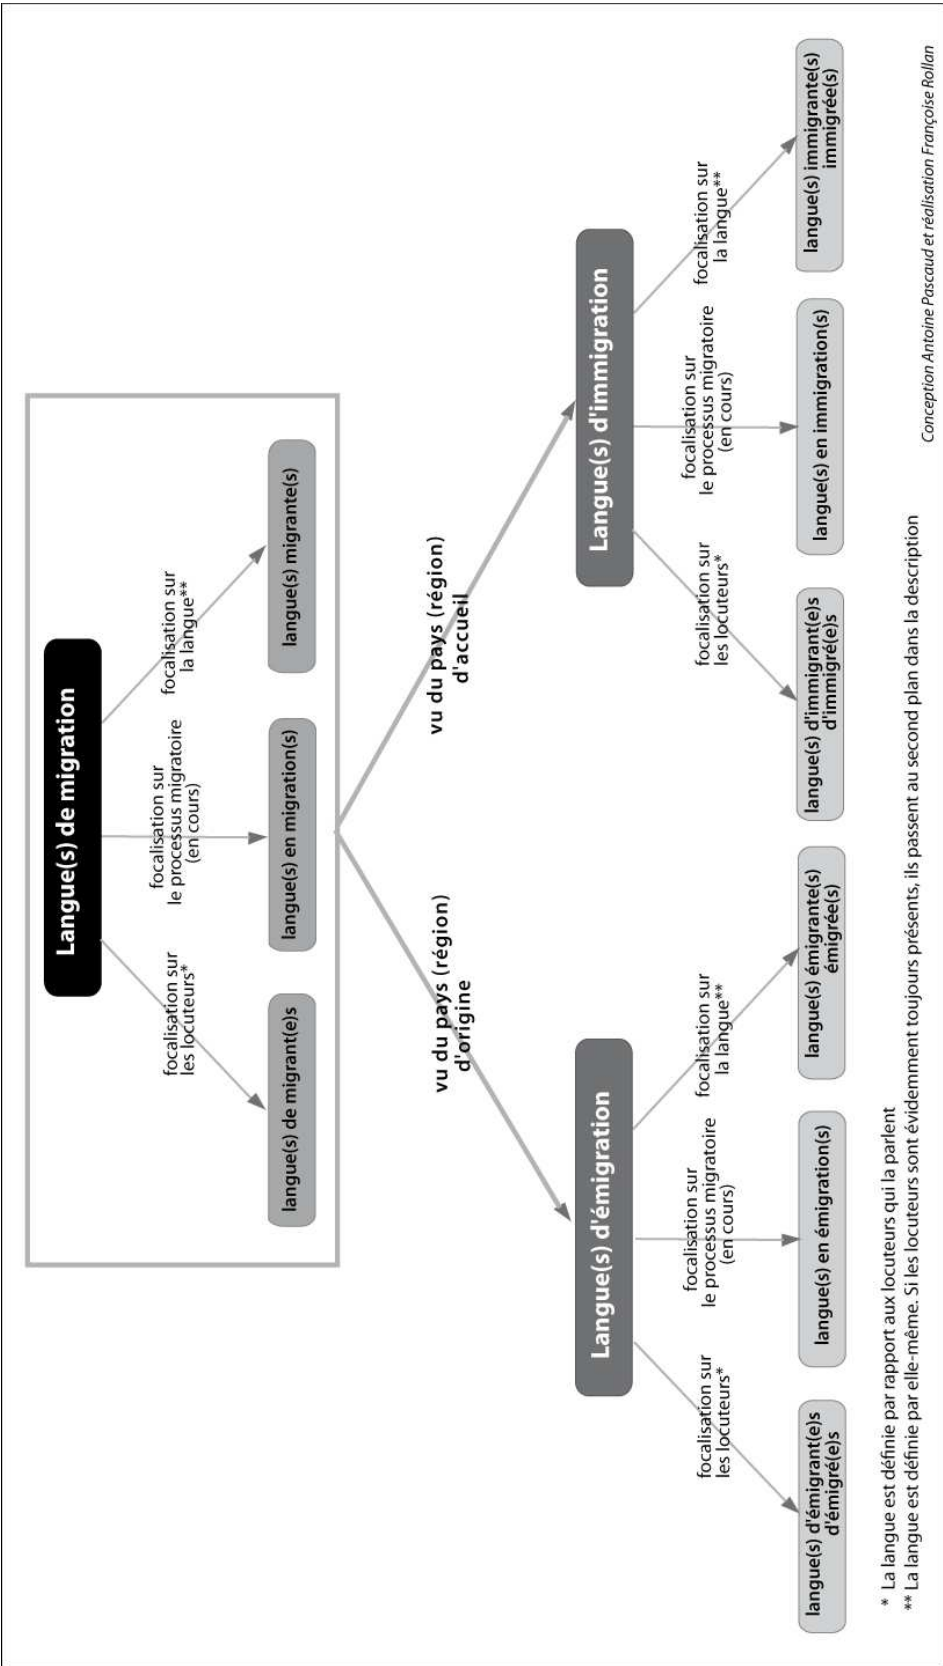 Langue(s) de migration
focalisation sur
les locuteurs*
focalisation sur
le processus migratoire
(en cours)
focalisation sur
la langue**
langue(s) de migrant(e)s
langue(s) en migration(s)
langue(s) migrante(s)
vu du pays (région)
d'origine
vu du pays (région)
d'accueil
Langue(s) d'émigration
Langue(s) d'immigration
focalisation sur
les locuteurs*
focalisation sur
le processus migratoire
(en cours)
focalisation sur
la langue**
focalisation sur
les locuteurs*
focalisation sur
le processus migratoire
(en cours)
focalisation sur
la langue**
langue(s) d'émigrant(e)s
d'émigré(e)s
langue(s) en émigration(s)
langue(s) émigrante(s)
émigrée(s)
langue(s) d'immigrant(e)s
d'immigré(e)s
langue(s) en immigration(s)
langue(s) immigrante(s)
immigrée(s)
* La langue est définie par rapport aux locuteurs qui la parlent
** La langue est définie par elle-même. Si les locuteurs sont évidemment toujours présents, ils passent au second plan dans la description
Conception Antoine Pascaud et réalisation Françoise Rollan